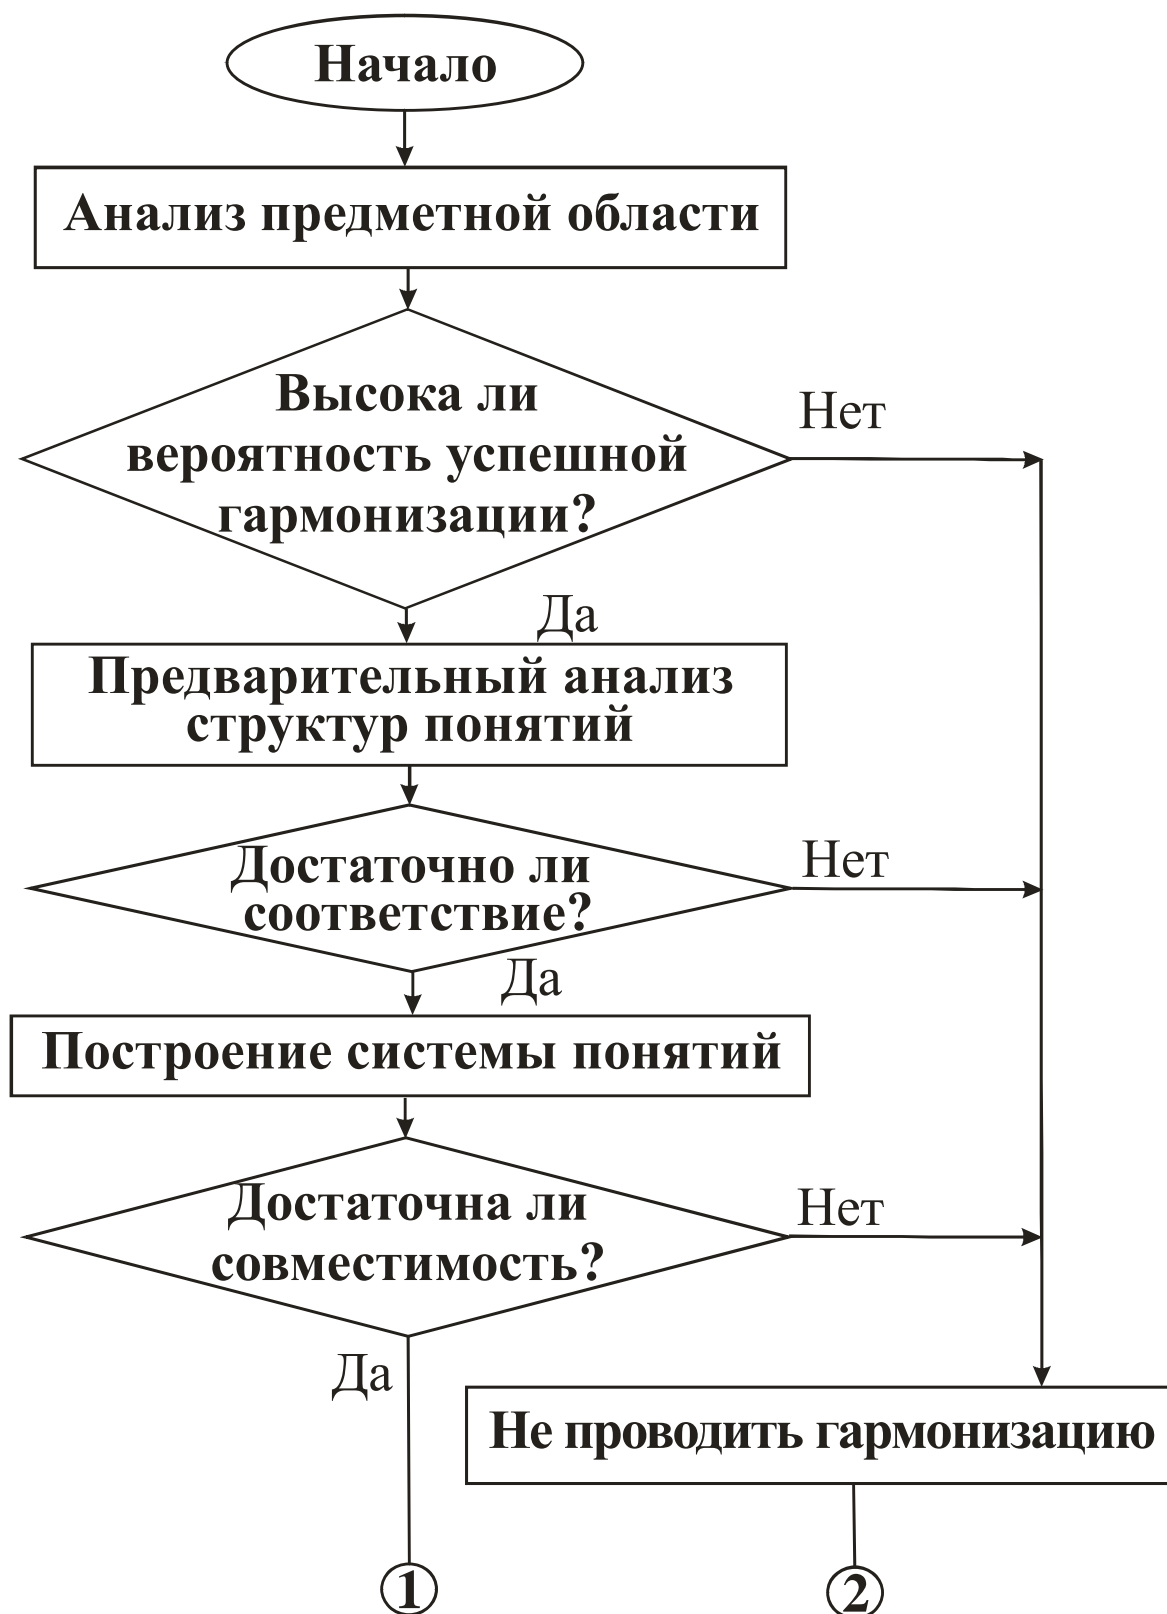 Начало
Анализ предметной области
Высока ли
вероятность успешной
гармонизации?
Нет
Да
Предварительный анализ
структур понятий
Достаточно ли
соответствие?
Нет
Да
Построение системы понятий
Достаточна ли
совместимость?
Нет
Да
Не проводить гармонизацию
1
2